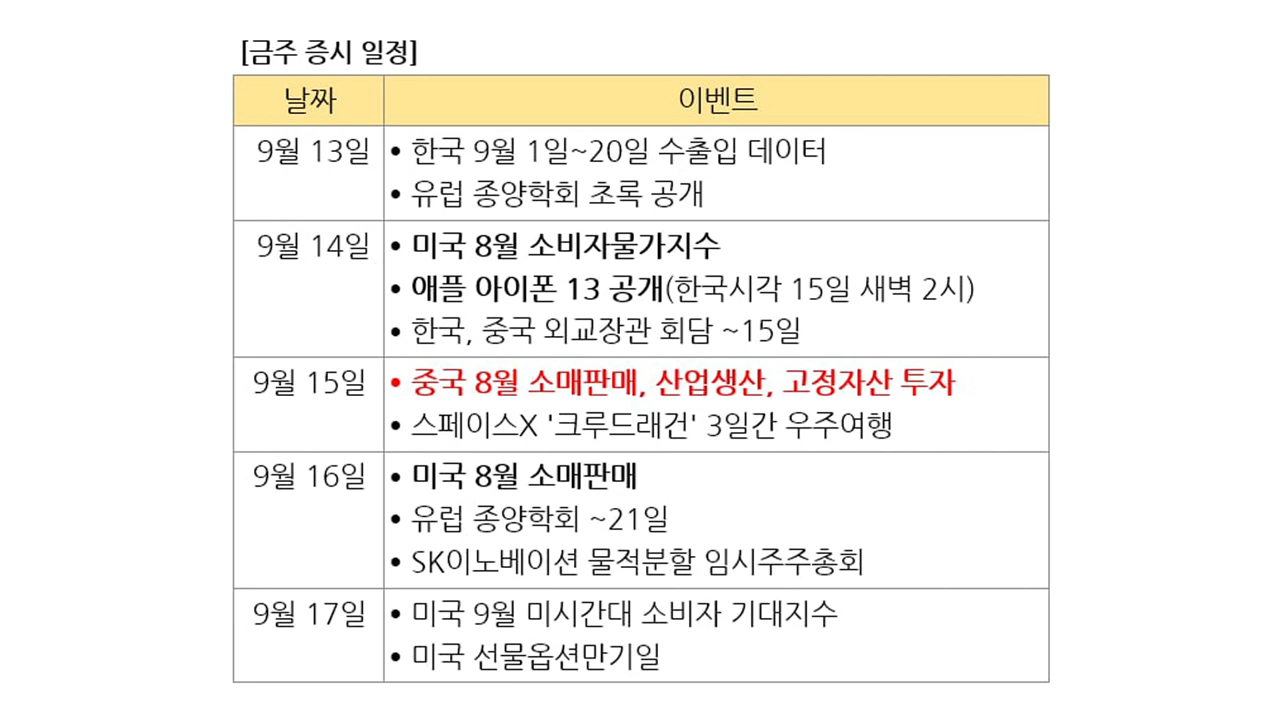 [금주 증시 일정]
날짜 이벤트
9월 13일 • 한국 9월 1일~20일 수출입 데이터
• 유럽 종양학회 초록 공개
9월 14일 • 미국 8월 소비자물가지수
• 애플 아이폰 13 공개(한국시각 15일 새벽 2시)
• 한국, 중국 외교장관 회담 ~15일
9월 15일 • 중국 8월 소매판매, 산업생산, 고정자산 투자
• 스페이스X '크루드래건' 3일간 우주여행
9월 16일 • 미국 8월 소매판매
• 유럽 종양학회 ~21일
• SK이노베이션 물적분할 임시주주총회
9월 17일 • 미국 9월 미시간대 소비자 기대지수
• 미국 선물옵션만기일